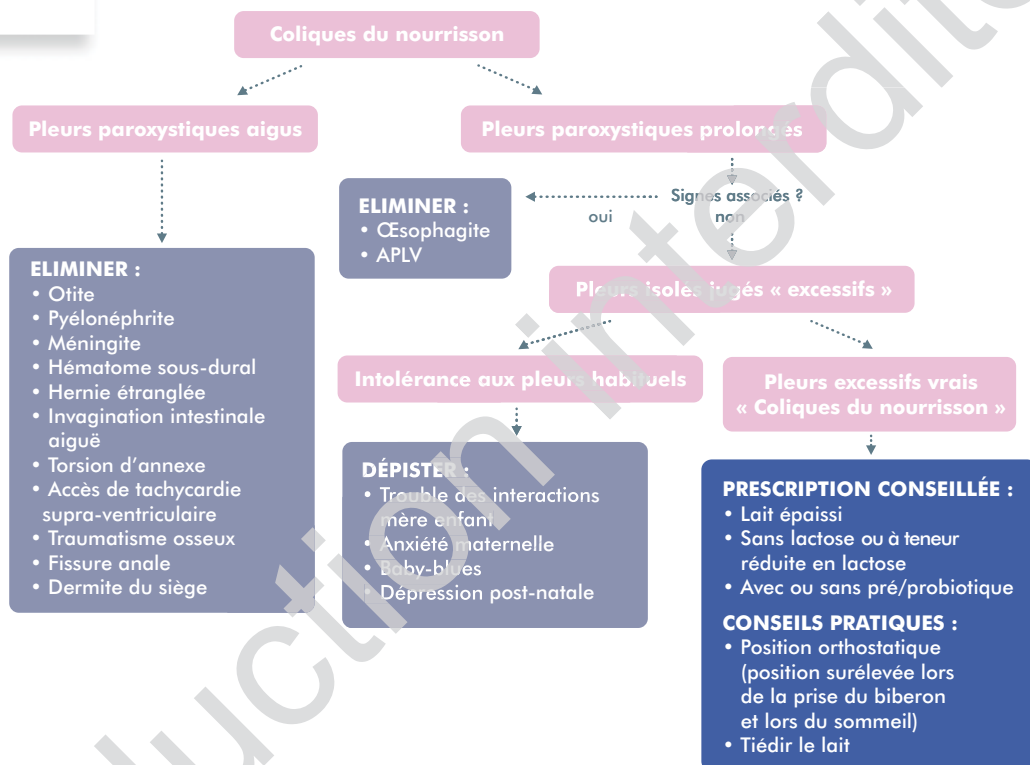 Coliques du nourrisson
Pleurs paroxystiques aigus
Pleurs paroxystiques prolongés
ELIMINER :
• Œsophagite
• APLV
oui
Signes associés ?
non
ELIMINER :
• Otite
• Pyélonéphrite
• Méningite
• Hématome sous-dural
• Hernie étranglée
• Invagination intestinale
aiguë
• Torsion d’annexe
• Accès de tachycardie
supra-ventriculaire
• Traumatisme osseux
• Fissure anale
• Dermite du siège
Pleurs isolés jugés « excessifs »
Intolérance aux pleurs habituels
Pleurs excessifs vrais
« Coliques du nourrisson »
DÉPISTER :
• Trouble des interactions
mère enfant
• Anxiété maternelle
• Baby-blues
• Dépression post-natale
PRESCRIPTION CONSEILLÉE :
• Lait épaissi
• Sans lactose ou à teneur
réduite en lactose
• Avec ou sans pré/probiotique
CONSEILS PRATIQUES :
• Position orthostatique
(position surélevée lors
de la prise du biberon
et lors du sommeil)
• Tiédir le lait
uction interdite